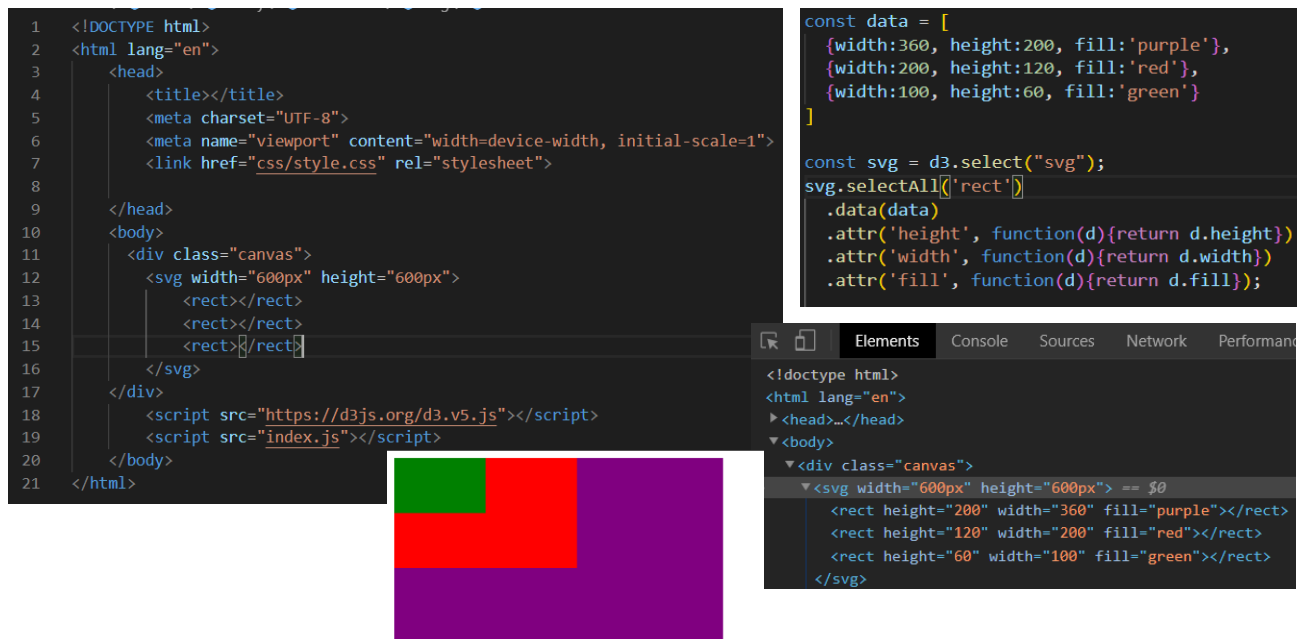 1 <!DOCTYPE html>
2 <html lang="en">
3 <head>
4 <title></title>
5 <meta charset="UTF-8">
6 <meta name="viewport" content="width=device-width, initial-scale=1">
7 <link href="css/style.css" rel="stylesheet">
8
9 </head>
10 <body>
11 <div class="canvas">
12 <svg width="600px" height="600px">
13 <rect></rect>
14 <rect></rect>
15 <rect></rect>
16 </svg>
17 </div>
18 <script src="https://d3js.org/d3.v5.js"></script>
19 <script src="index.js"></script>
20 </body>
21 </html>
const data = [
{width:360, height:200, fill:'purple'},
{width:200, height:120, fill:'red'},
{width:100, height:60, fill:'green'}
]
const svg = d3.select("svg");
svg.selectAll('rect')
.data(data)
.attr('height', function(d){return d.height})
.attr('width', function(d){return d.width})
.attr('fill', function(d){return d.fill});
Elements Console Sources Network Performanc
<!doctype html>
<html lang="en">
<head>…</head>
<body>
<div class="canvas">
<svg width="600px" height="600px"> == $0
<rect height="200" width="360" fill="purple"></rect>
<rect height="120" width="200" fill="red"></rect>
<rect height="60" width="100" fill="green"></rect>
</svg>